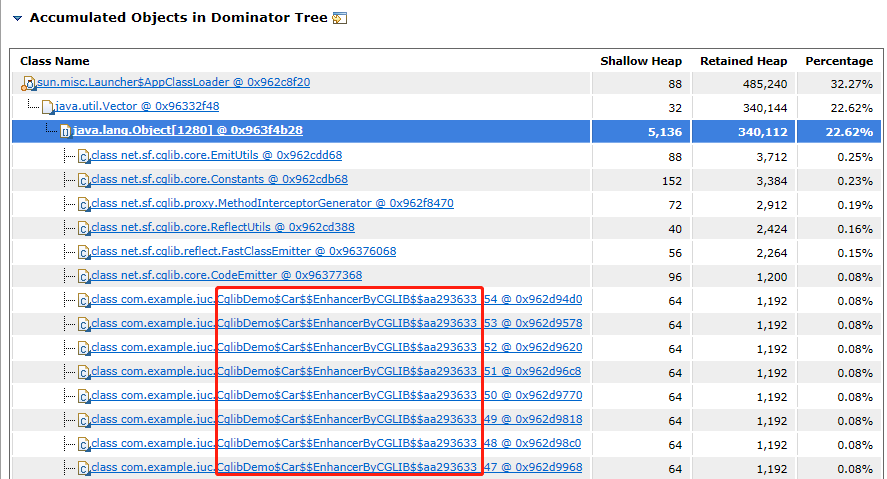 Accumulated Objects in Dominator Tree
Class Name Shallow Heap Retained Heap Percentage
sun.misc.Launcher$AppClassLoader @ 0x962c8f20 88 485,240 32.27%
java.util.Vector @ 0x96332f48 32 340,144 22.62%
java.lang.Object[1280] @ 0x963f4b28 5,136 340,112 22.62%
class net.sf.cglib.core.EmitUtils @ 0x962cdd68 88 3,712 0.25%
class net.sf.cglib.core.Constants @ 0x962cdb68 152 3,384 0.23%
class net.sf.cglib.proxy.MethodInterceptorGenerator @ 0x962f8470 72 2,912 0.19%
class net.sf.cglib.core.ReflectUtils @ 0x962cd388 40 2,424 0.16%
class net.sf.cglib.reflect.FastClassEmitter @ 0x96376068 56 2,264 0.15%
class net.sf.cglib.core.CodeEmitter @ 0x96377368 96 1,200 0.08%
class com.example.juc.CglibDemo$Car$$EnhancerByCGLIB$$aa293633_54 @ 0x962d94d0 64 1,192 0.08%
class com.example.juc.CglibDemo$Car$$EnhancerByCGLIB$$aa293633_53 @ 0x962d9578 64 1,192 0.08%
class com.example.juc.CglibDemo$Car$$EnhancerByCGLIB$$aa293633_52 @ 0x962d9620 64 1,192 0.08%
class com.example.juc.CglibDemo$Car$$EnhancerByCGLIB$$aa293633_51 @ 0x962d96c8 64 1,192 0.08%
class com.example.juc.CglibDemo$Car$$EnhancerByCGLIB$$aa293633_50 @ 0x962d9770 64 1,192 0.08%
class com.example.juc.CglibDemo$Car$$EnhancerByCGLIB$$aa293633_49 @ 0x962d9818 64 1,192 0.08%
class com.example.juc.CglibDemo$Car$$EnhancerByCGLIB$$aa293633_48 @ 0x962d98c0 64 1,192 0.08%
class com.example.juc.CglibDemo$Car$$EnhancerByCGLIB$$aa293633_47 @ 0x962d9968 64 1,192 0.08%